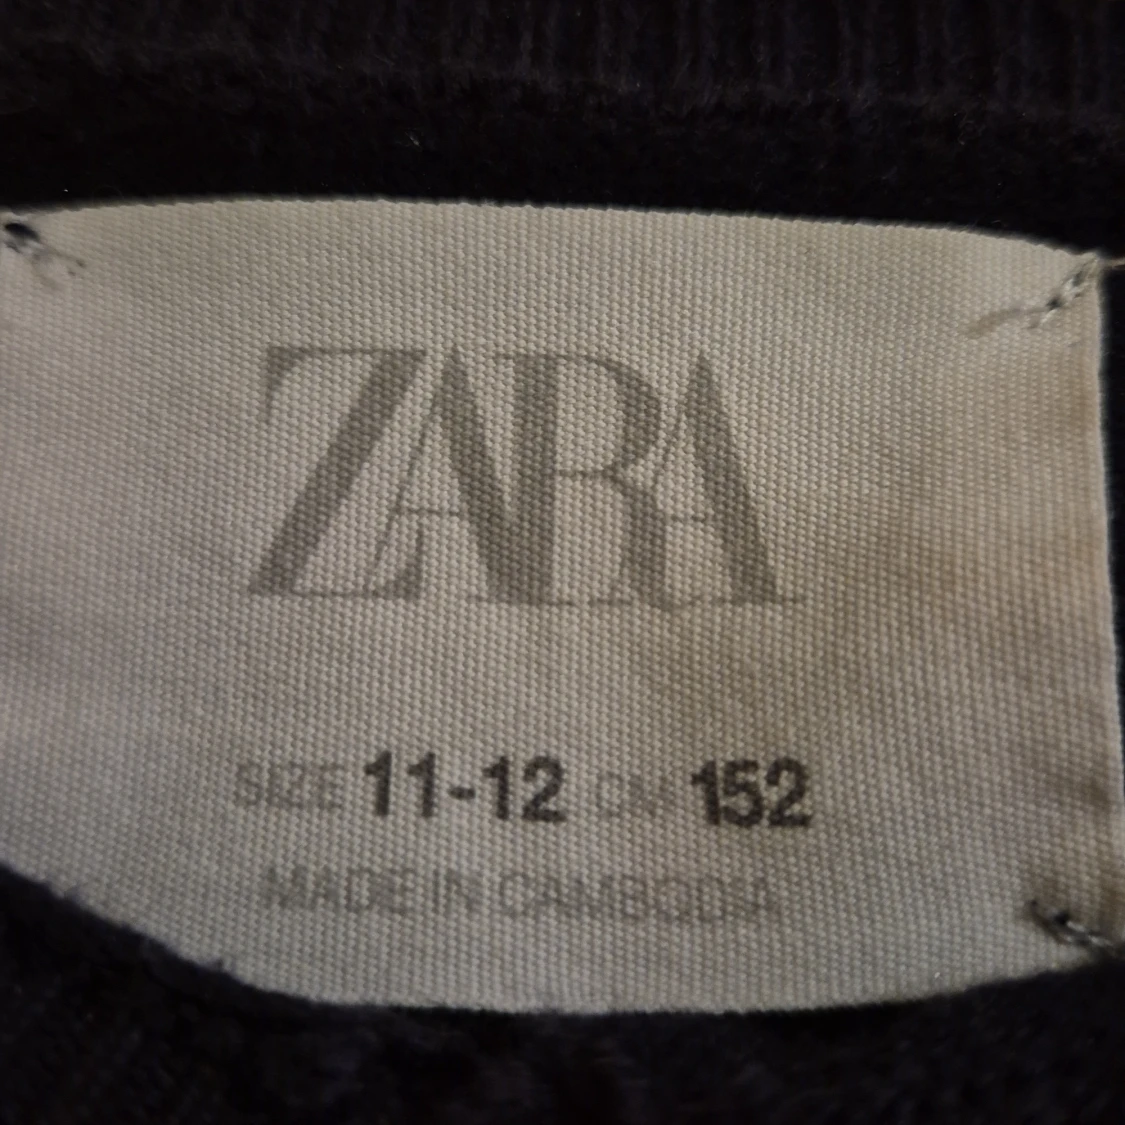 ZARA
SIZE 11-12 CM 152
MADE IN CAMBODIA